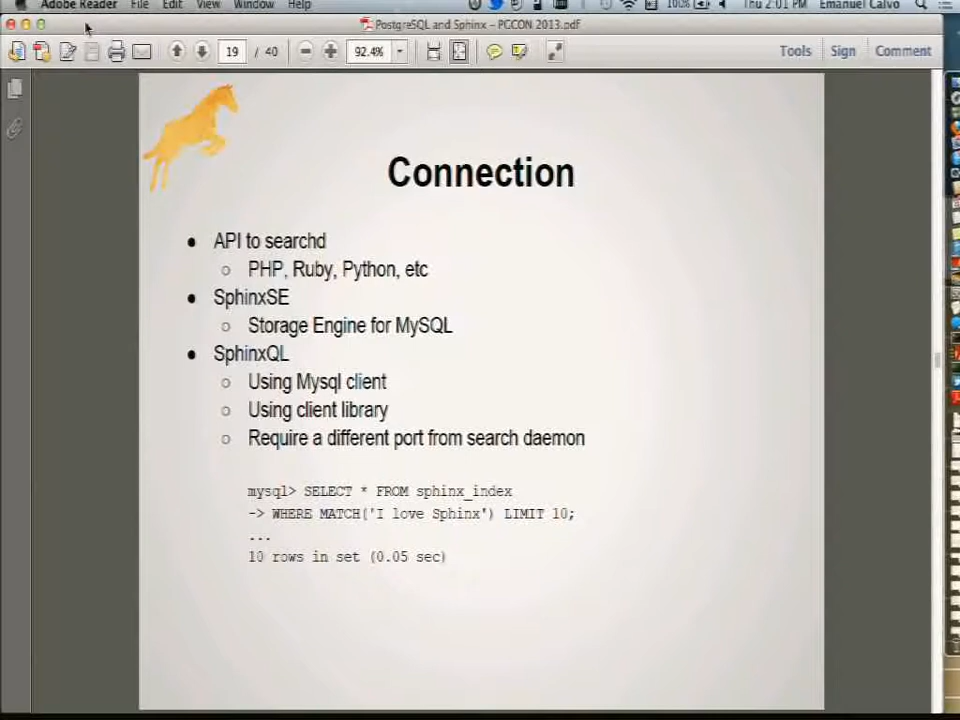 Adobe Reader File Edit View Window Help 100% Thu 2:01 PM Emanuel Calvo
PostgreSQL and Sphinx – PGCON 2013.pdf
19 / 40 92.4% Tools Sign Comment
Connection
● API to searchd
○ PHP, Ruby, Python, etc
● SphinxSE
○ Storage Engine for MySQL
● SphinxQL
○ Using Mysql client
○ Using client library
○ Require a different port from search daemon
mysql> SELECT * FROM sphinx_index
-> WHERE MATCH('I love Sphinx') LIMIT 10;
...
10 rows in set (0.05 sec)